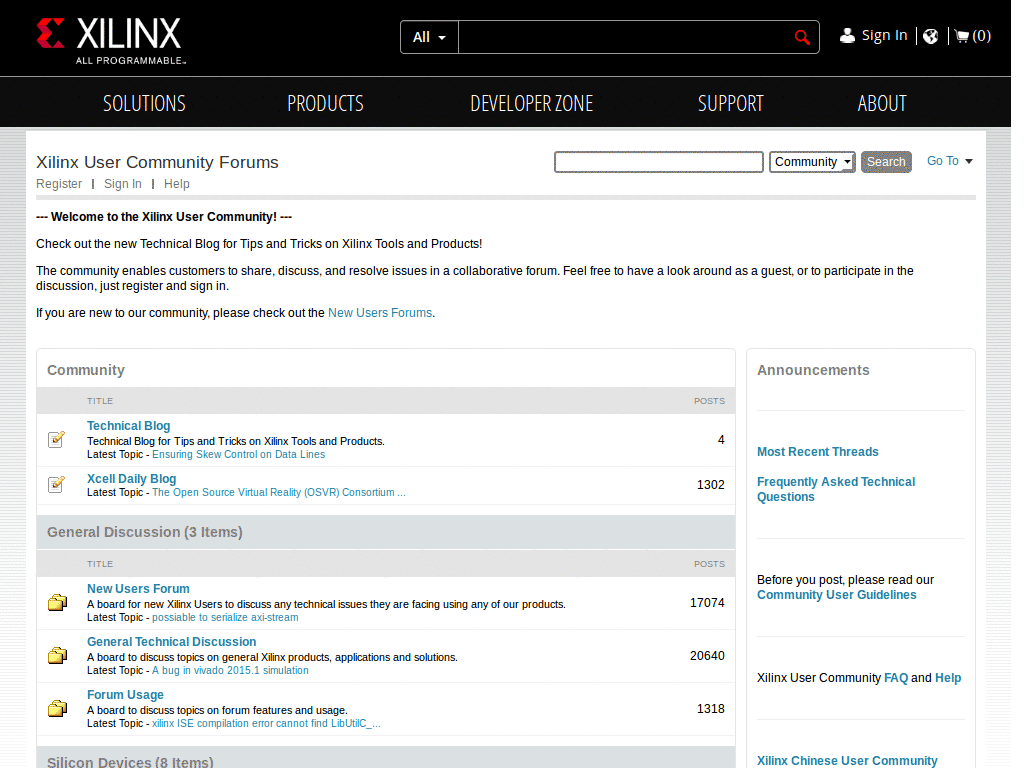 XILINX
ALL PROGRAMMABLE™
All
Sign In
(0)
SOLUTIONS PRODUCTS DEVELOPER ZONE SUPPORT ABOUT
Xilinx User Community Forums
Community
Search
Go To
Register | Sign In | Help
--- Welcome to the Xilinx User Community! ---
Check out the new Technical Blog for Tips and Tricks on Xilinx Tools and Products!
The community enables customers to share, discuss, and resolve issues in a collaborative forum. Feel free to have a look around as a guest, or to participate in the
discussion, just register and sign in.
If you are new to our community, please check out the New Users Forums.
Community
TITLE POSTS
Technical Blog
Technical Blog for Tips and Tricks on Xilinx Tools and Products.
Latest Topic - Ensuring Skew Control on Data Lines
4
Xcell Daily Blog
Latest Topic - The Open Source Virtual Reality (OSVR) Consortium ...
1302
General Discussion (3 Items)
TITLE POSTS
New Users Forum
A board for new Xilinx Users to discuss any technical issues they are facing using any of our products.
Latest Topic - possiable to serialize axi-stream
17074
General Technical Discussion
A board to discuss topics on general Xilinx products, applications and solutions.
Latest Topic - A bug in vivado 2015.1 simulation
20640
Forum Usage
A board to discuss topics on forum features and usage.
Latest Topic - xilinx ISE compilation error cannot find LibUtilC_...
1318
Silicon Devices (8 Items)
Announcements
Most Recent Threads
Frequently Asked Technical
Questions
Before you post, please read our
Community User Guidelines
Xilinx User Community FAQ and Help
Xilinx Chinese User Community